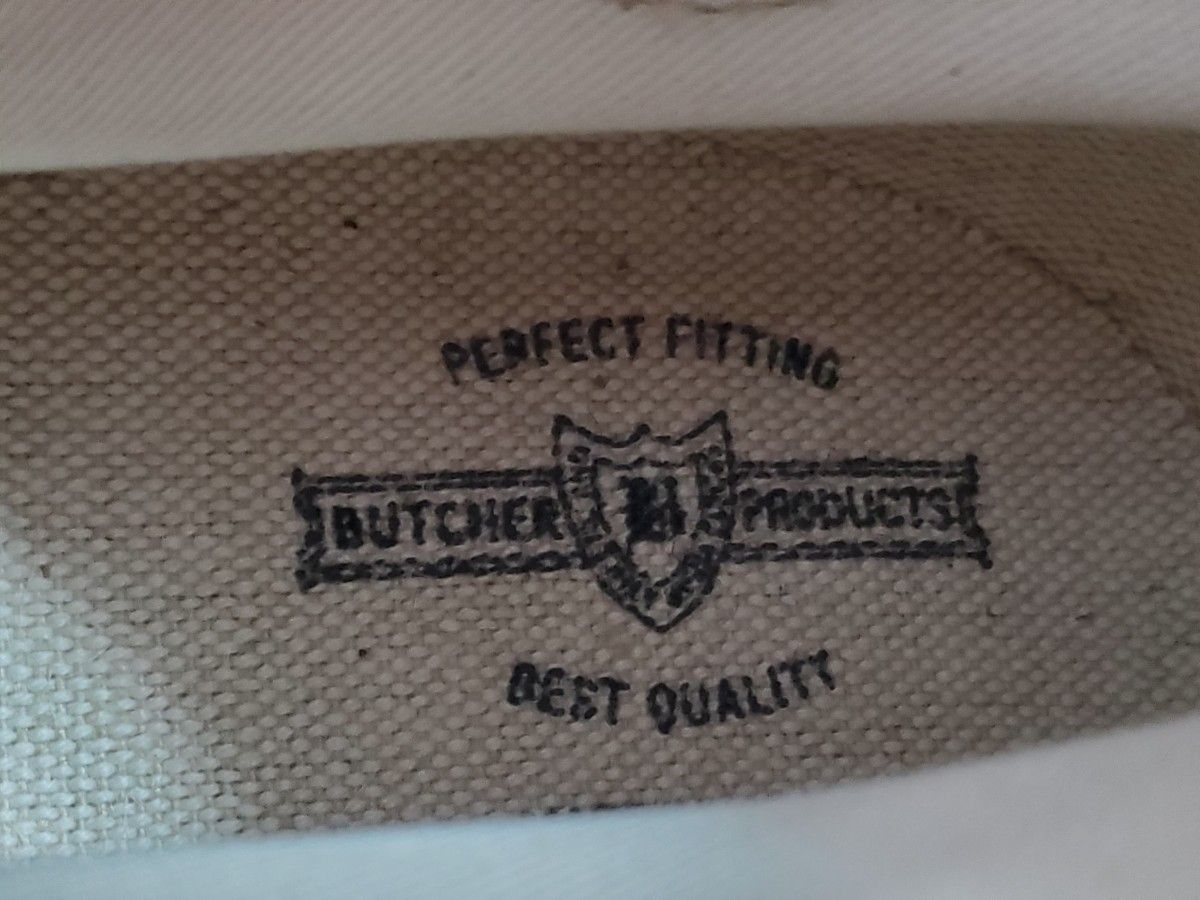 PERFECT FITTING
BUTCHER PRODUCTS
BEST QUALITY